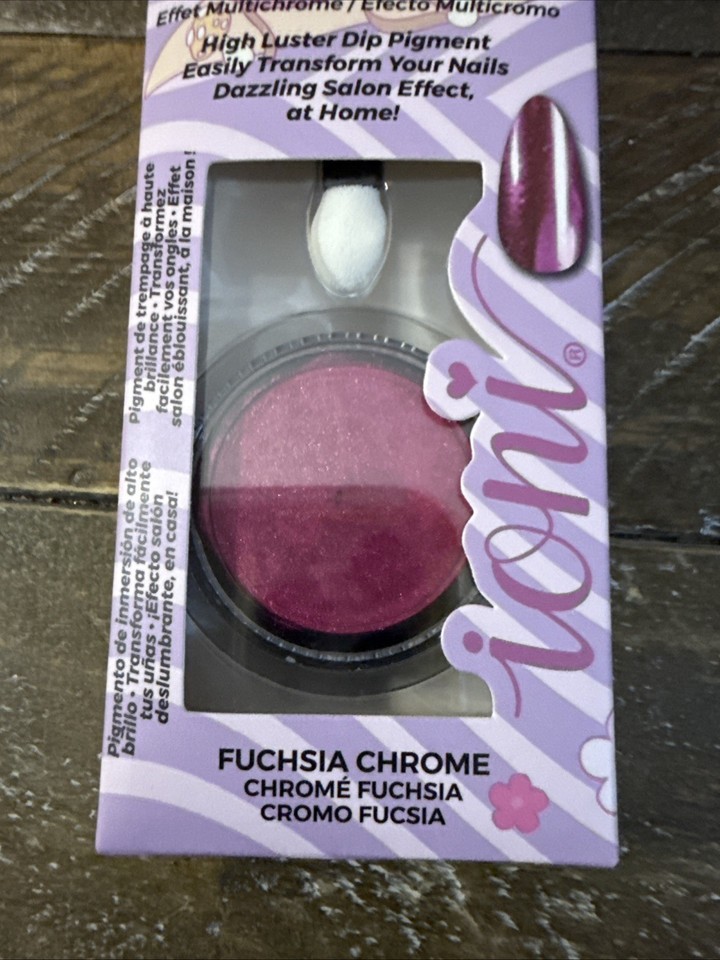 Effet Multichrome / Efecto Multicromo
High Luster Dip Pigment
Easily Transform Your Nails
Dazzling Salon Effect,
at Home!
Pigment de trempage à haute
brillance • Transformez
facilement vos angles • Effet
salon éblouissant, à la maison !
Pigmento de inmersión de alto
brillo • Transforma fácilmente
tus uñas • ¡Efecto salón
deslumbrante, en casa!
ioni®
FUCHSIA CHROME
CHROMÉ FUCHSIA
CROMO FUCSIA